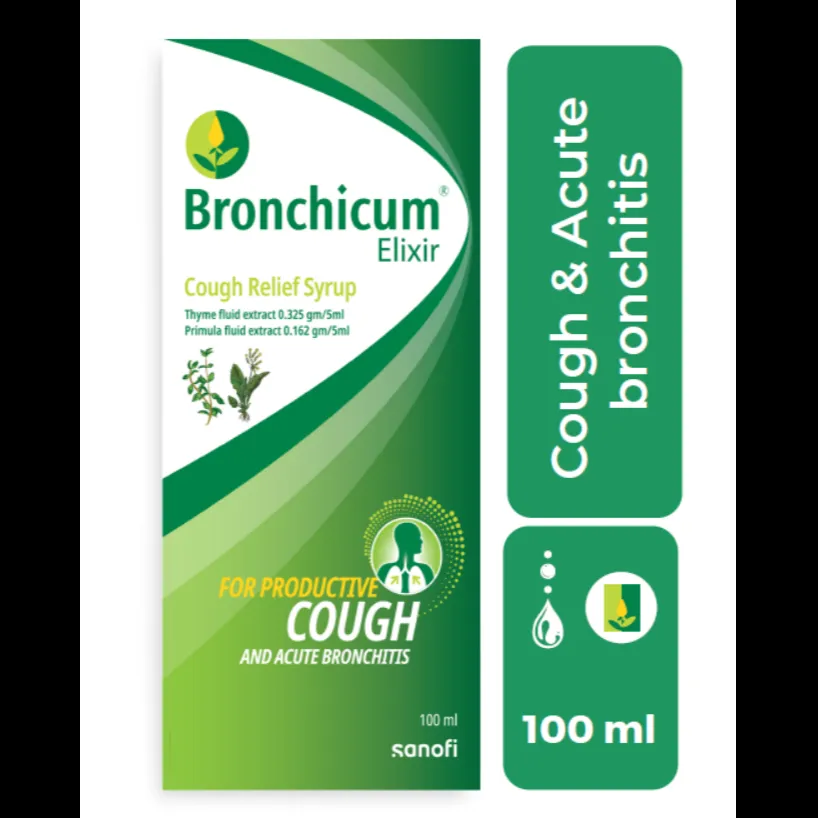 Bronchicum®
Elixir
Cough Relief Syrup
Thyme fluid extract 0.325 gm/5ml
Primula fluid extract 0.162 gm/5ml
FOR PRODUCTIVE
COUGH
AND ACUTE BRONCHITIS
100 ml
sanofi
Cough & Acute
bronchitis
100 ml